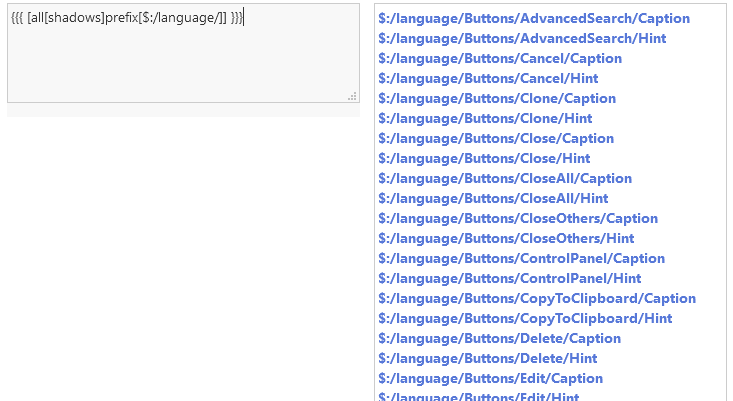 {{{ [all[shadows]prefix[$:/language/]] }}}
$:/language/Buttons/AdvancedSearch/Caption
$:/language/Buttons/AdvancedSearch/Hint
$:/language/Buttons/Cancel/Caption
$:/language/Buttons/Cancel/Hint
$:/language/Buttons/Clone/Caption
$:/language/Buttons/Clone/Hint
$:/language/Buttons/Close/Caption
$:/language/Buttons/Close/Hint
$:/language/Buttons/CloseAll/Caption
$:/language/Buttons/CloseAll/Hint
$:/language/Buttons/CloseOthers/Caption
$:/language/Buttons/CloseOthers/Hint
$:/language/Buttons/ControlPanel/Caption
$:/language/Buttons/ControlPanel/Hint
$:/language/Buttons/CopyToClipboard/Caption
$:/language/Buttons/CopyToClipboard/Hint
$:/language/Buttons/Delete/Caption
$:/language/Buttons/Delete/Hint
$:/language/Buttons/Edit/Caption
$:/language/Buttons/Edit/Hint